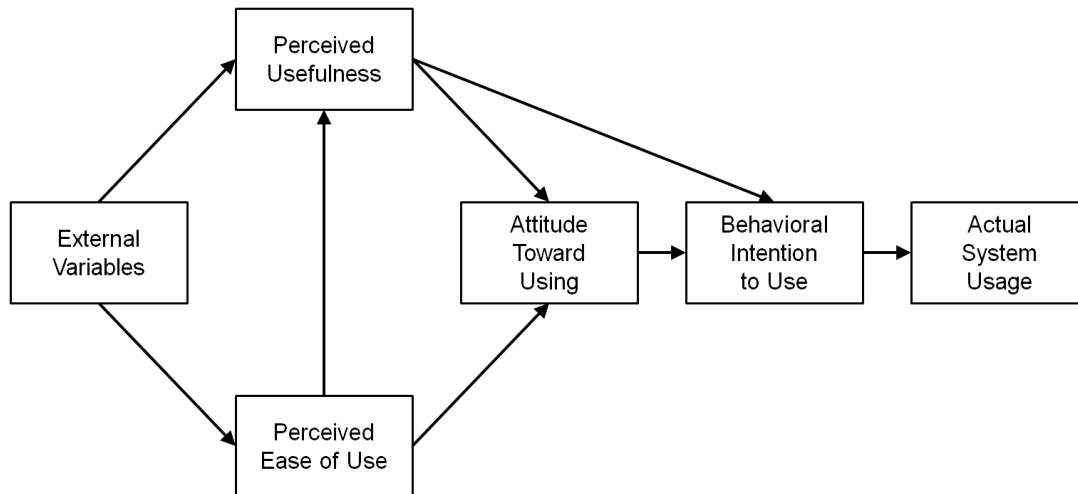 Perceived
Usefulness
External
Variables
Attitude
Toward
Using
Behavioral
Intention
to Use
Actual
System
Usage
Perceived
Ease of Use